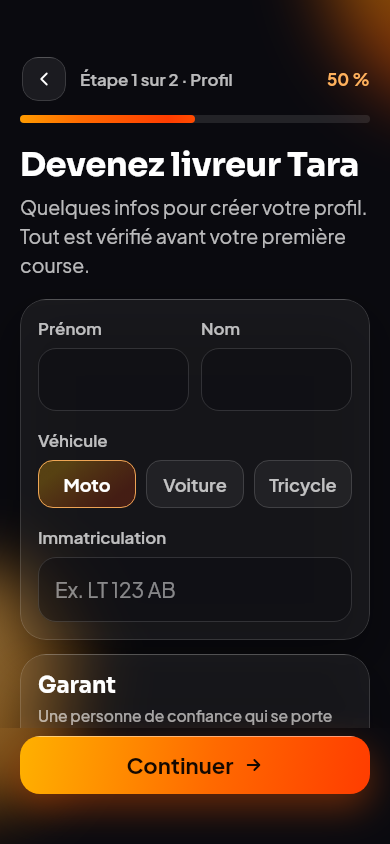 Étape 1 sur 2 · Profil
50 %
Devenez livreur Tara
Quelques infos pour créer votre profil.
Tout est vérifié avant votre première
course.
Prénom
Nom
Véhicule
Moto
Voiture
Tricycle
Immatriculation
Ex. LT 123 AB
Garant
Une personne de confiance qui se porte
Continuer →